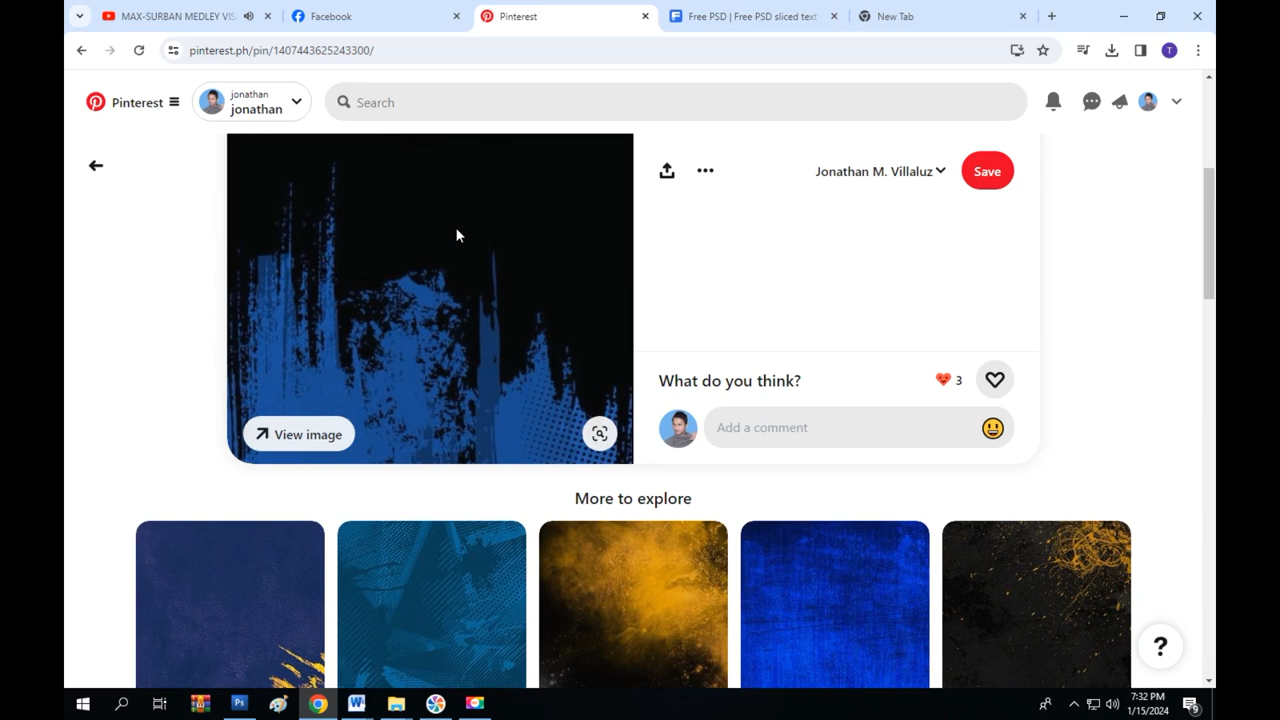 MAX-SURBAN MEDLEY VIS
Facebook
Pinterest
Free PSD | Free PSD sliced text
New Tab
pinterest.ph/pin/1407443625243300/
T
Pinterest
jonathan
jonathan
Search
Jonathan M. Villaluz
Save
View image
What do you think?
3
Add a comment
More to explore
?
Ps
W
7:32 PM
1/15/2024
9